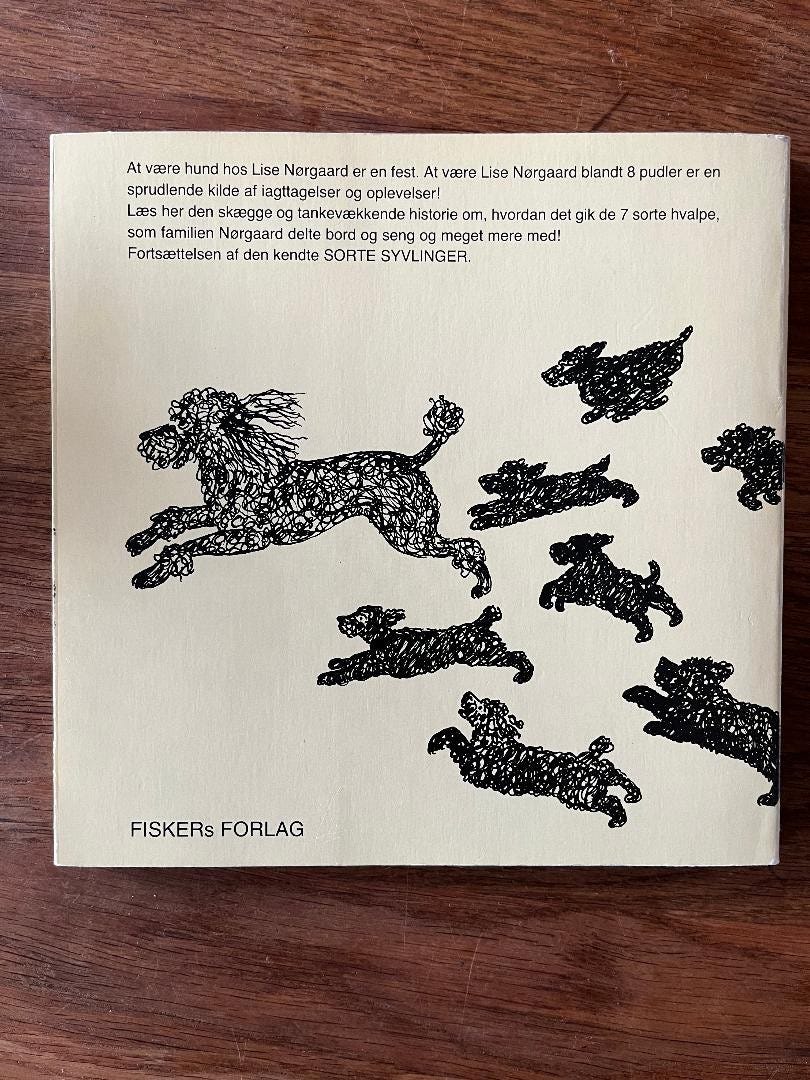 At være hund hos Lise Nørgaard er en fest. At være Lise Nørgaard blandt 8 pudler er en
sprudlende kilde af iagttagelser og oplevelser!
Læs her den skægge og tankevækkende historie om, hvordan det gik de 7 sorte hvalpe,
som familien Nørgaard delte bord og seng og meget mere med!
Fortsættelsen af den kendte SORTE SYVLINGER.
FISKERs FORLAG